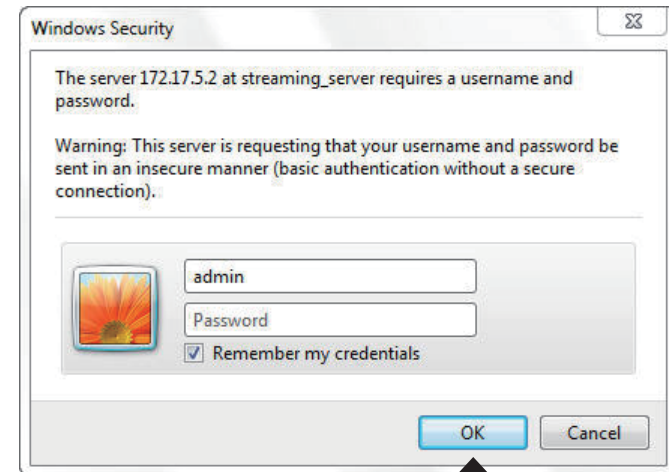 Windows Security
The server 172.17.5.2 at streaming_server requires a username and
password.
Warning: This server is requesting that your username and password be
sent in an insecure manner (basic authentication without a secure
connection).
admin
Password
Remember my credentials
OK
Cancel